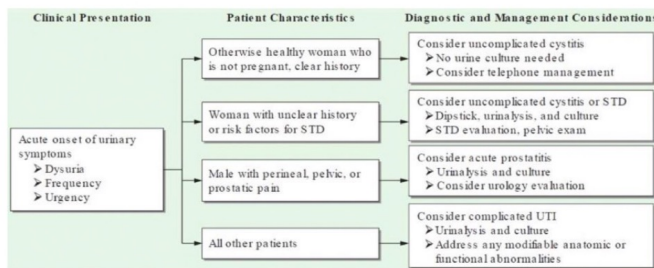 Clinical Presentation
Patient Characteristics
Diagnostic and Management Considerations
Acute onset of urinary
symptoms
➤ Dysuria
➤ Frequency
➤ Urgency
Otherwise healthy woman who
is not pregnant, clear history
Consider uncomplicated cystitis
➤ No urine culture needed
➤ Consider telephone management
Woman with unclear history
or risk factors for STD
Consider uncomplicated cystitis or STD
➤ Dipstick, urinalysis, and culture
➤ STD evaluation, pelvic exam
Male with perineal, pelvic, or
prostatic pain
Consider acute prostatitis
➤ Urinalysis and culture
➤ Consider urology evaluation
All other patients
Consider complicated UTI
➤ Urinalysis and culture
➤ Address any modifiable anatomic or
functional abnormalities